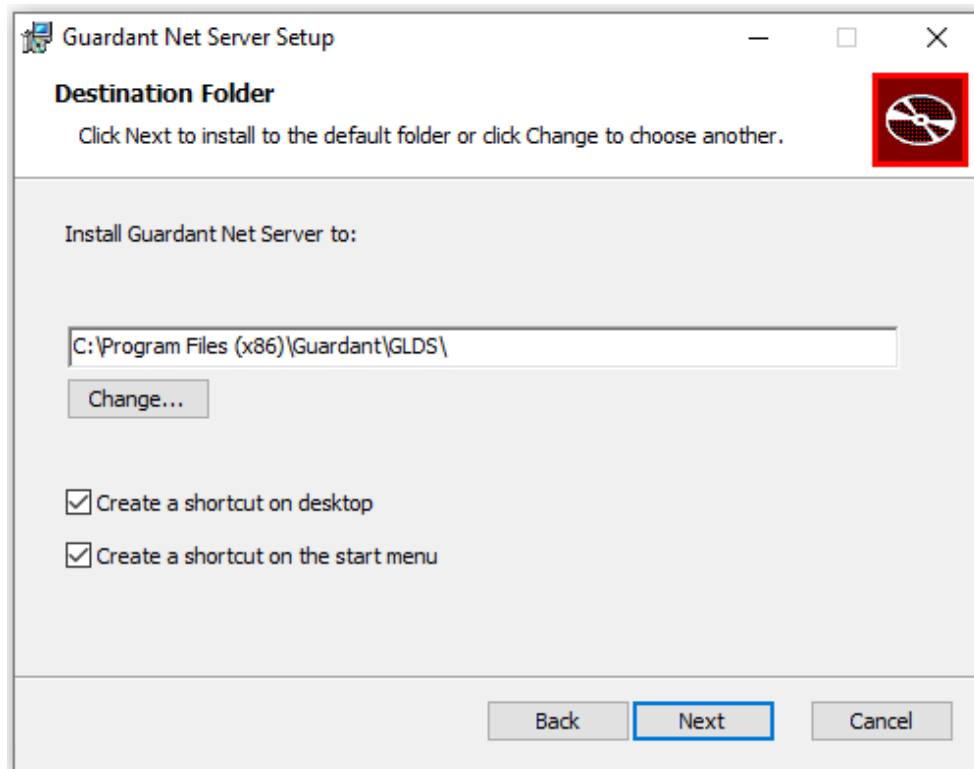 Guardant Net Server Setup
Destination Folder
Click Next to install to the default folder or click Change to choose another.
Install Guardant Net Server to:
C:\Program Files (x86)\Guardant\GLDS\
Change...
Create a shortcut on desktop
Create a shortcut on the start menu
Back Next Cancel